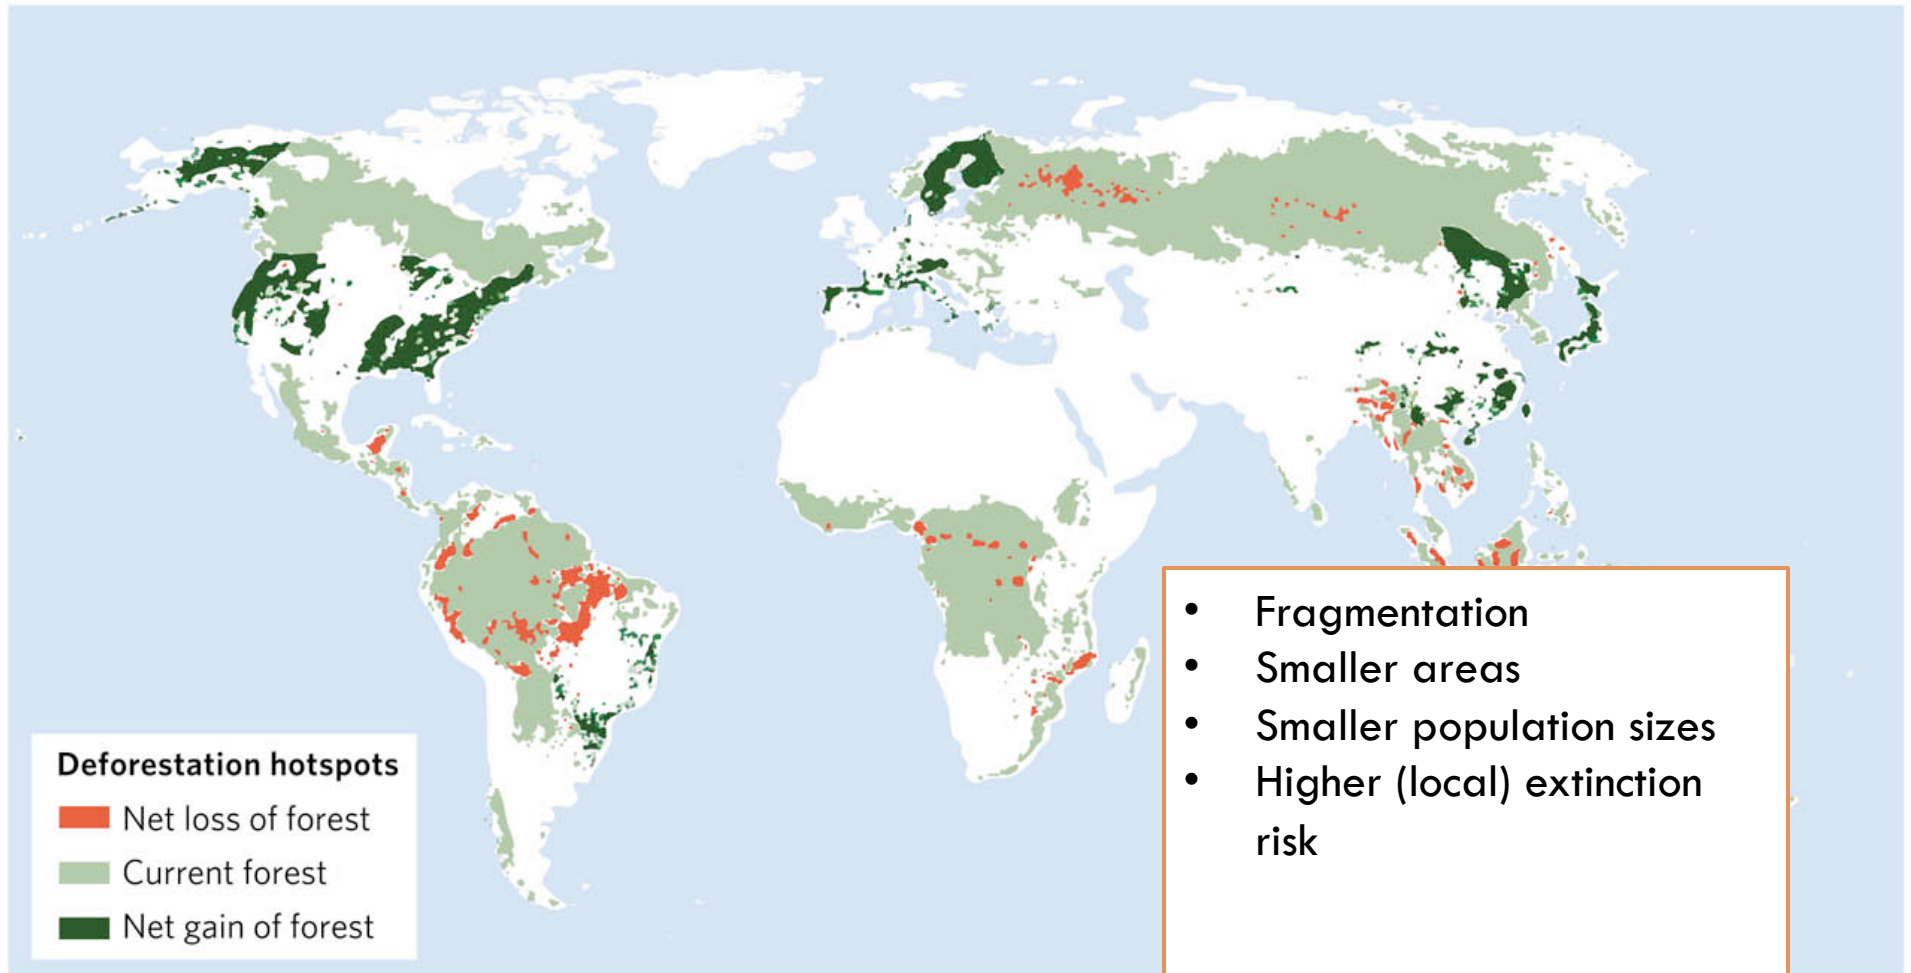 Deforestation hotspots
Net loss of forest
Current forest
Net gain of forest
• Fragmentation
• Smaller areas
• Smaller population sizes
• Higher (local) extinction
risk